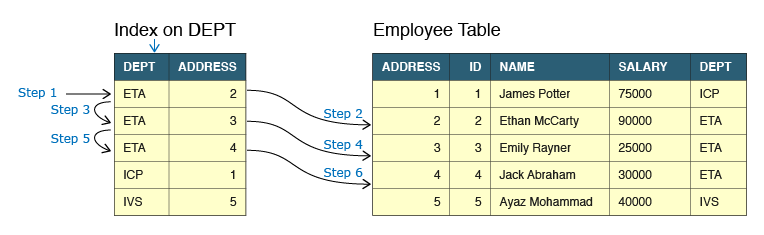 Index on DEPT
Employee Table
DEPT ADDRESS
ETA 2
ETA 3
ETA 4
ICP 1
IVS 5
Step 1
Step 3
Step 5
Step 2
Step 4
Step 6
ADDRESS ID NAME SALARY DEPT
1 1 James Potter 75000 ICP
2 2 Ethan McCarty 90000 ETA
3 3 Emily Rayner 25000 ETA
4 4 Jack Abraham 30000 ETA
5 5 Ayaz Mohammad 40000 IVS